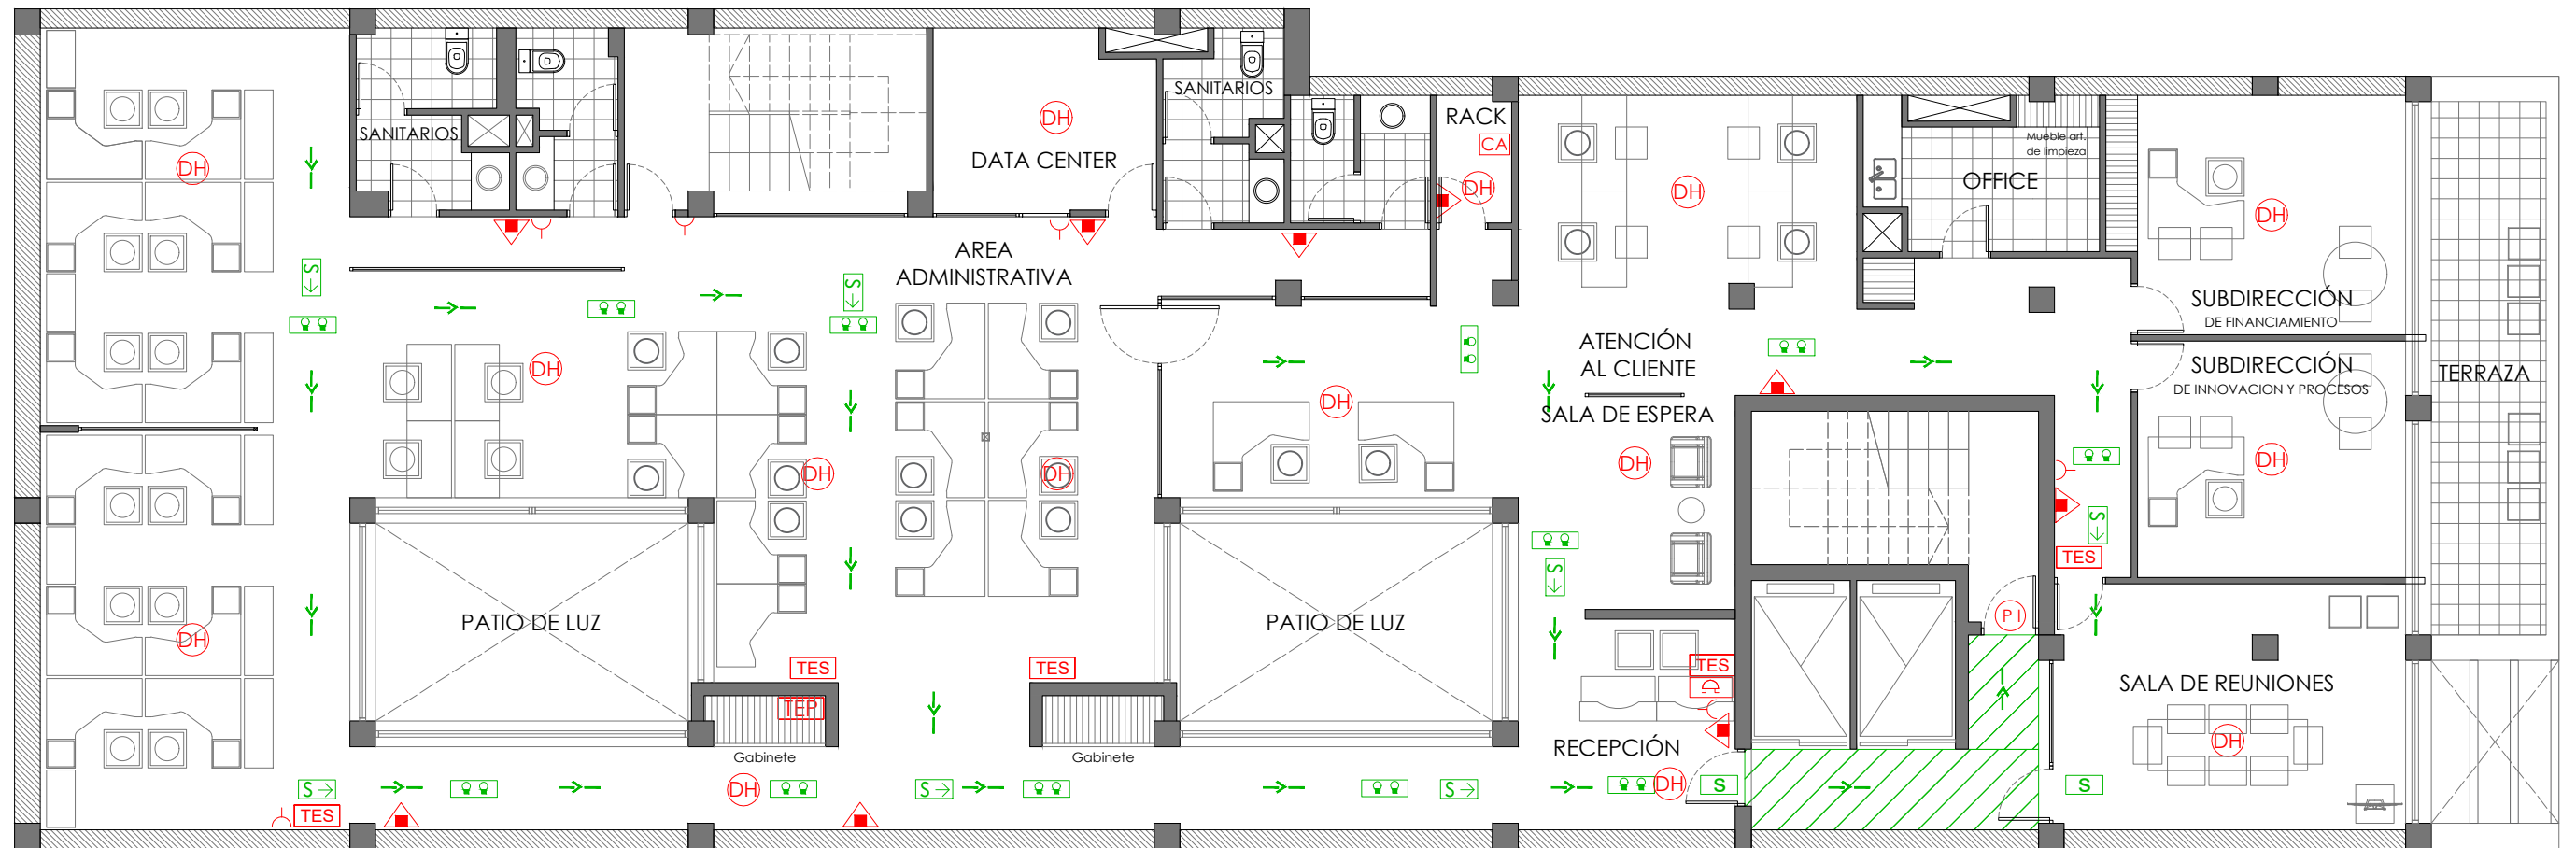 SANITARIOS
DH
DATA CENTER
SANITARIOS
RACK
CA
DH
DH
DH
Mueble art.
de limpieza
OFFICE
DH
AREA
ADMINISTRATIVA
S
S
SUBDIRECCIÓN
DE FINANCIAMIENTO
ATENCIÓN
AL CLIENTE
SUBDIRECCIÓN
DE INNOVACION Y PROCESOS
TERRAZA
DH
DH
SALA DE ESPERA
DH
DH
DH
DH
S
TES
S
PATIO DE LUZ
PATIO DE LUZ
P I
DH
TES
TES
TES
TEP
SALA DE REUNIONES
DH
RECEPCIÓN
Gabinete
Gabinete
S
DH
S
S
DH
S
S
TES